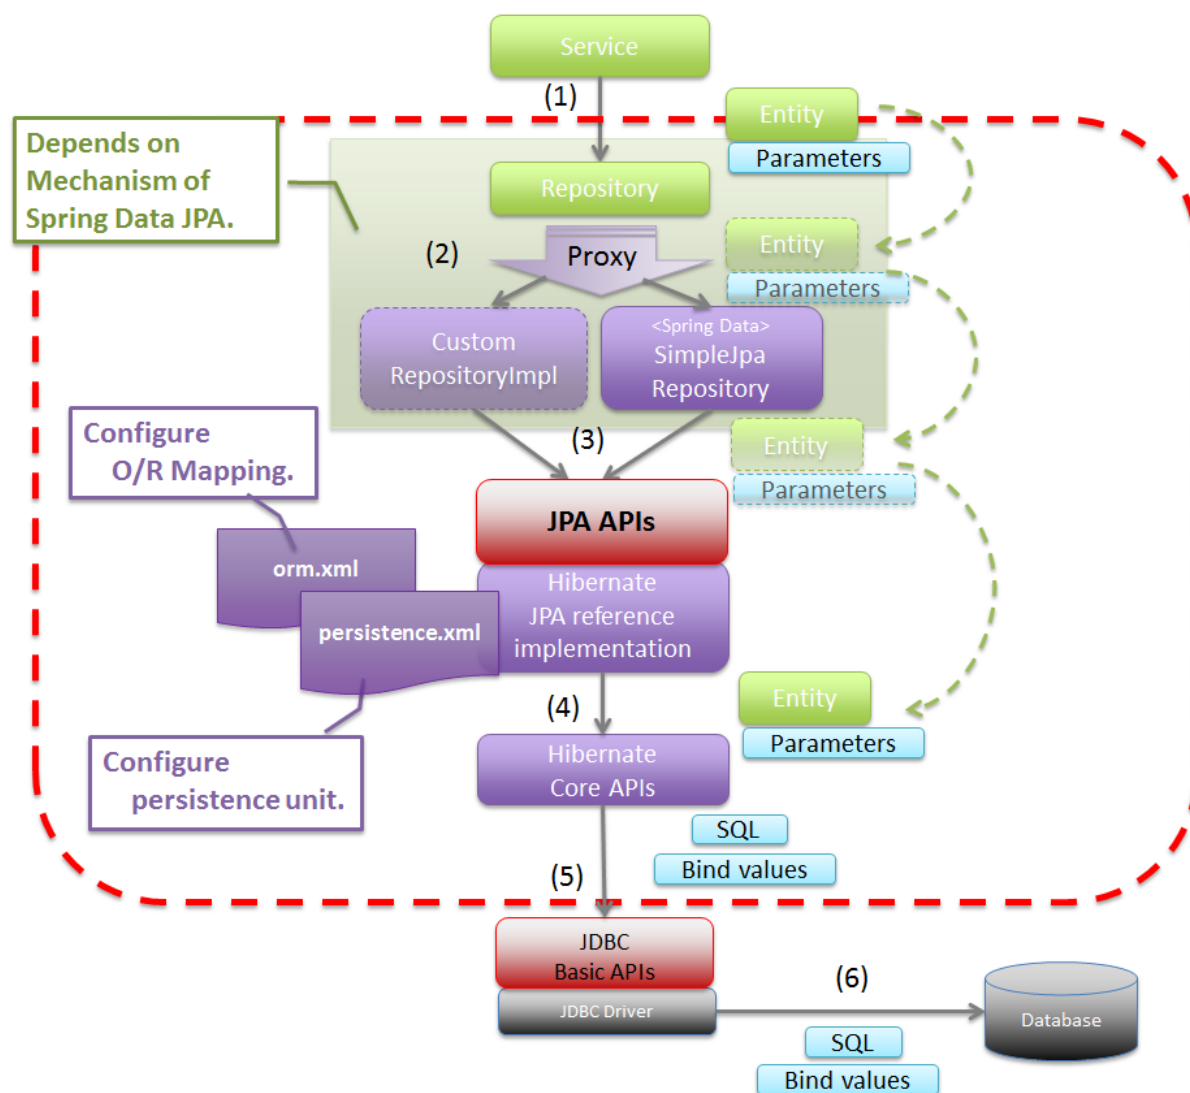 Service
(1)
Entity
Parameters
Depends on
Mechanism of
Spring Data JPA.
Repository
(2)
Proxy
Entity
Parameters
Custom
RepositoryImpl
<Spring Data>
SimpleJpa
Repository
(3)
Entity
Parameters
Configure
O/R Mapping.
JPA APIs
orm.xml
Hibernate
JPA reference
implementation
persistence.xml
(4)
Entity
Parameters
Configure
persistence unit.
Hibernate
Core APIs
SQL
Bind values
(5)
JDBC
Basic APIs
JDBC Driver
(6)
Database
SQL
Bind values